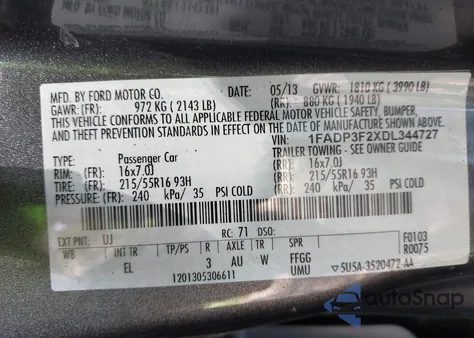 MFD. BY FORD MOTOR CO.
DATE: 05/13 GVWR: 1810 KG ( 3990 LB)
GAWR: (FR): 972 KG ( 2143 LB) (RR): 880 KG ( 1940 LB)
THIS VEHICLE CONFORMS TO ALL APPLICABLE FEDERAL MOTOR VEHICLE SAFETY, BUMPER,
AND THEFT PREVENTION STANDARDS IN EFFECT ON THE DATE OF MANUFACTURE SHOWN ABOVE.
VIN: 1FADP3F2XDL344727
TYPE: Passenger Car TRAILER TOWING - SEE OWNERS GUIDE
RIM: (FR): 16x7.0J (RR): 16x7.0J
TIRE: (FR): 215/55R16 93H (RR): 215/55R16 93H
PRESSURE: (FR): 240 kPa/ 35 PSI COLD (RR): 240 kPa/ 35 PSI COLD
RC: 71 DSO:
EXT PNT: UJ F0103
WB INT TR TP/PS R AXLE TR SPR R0075
EL 3 AU W FFGG
UMU
1201305306611
5U5A-3520472-AA
autoSnap